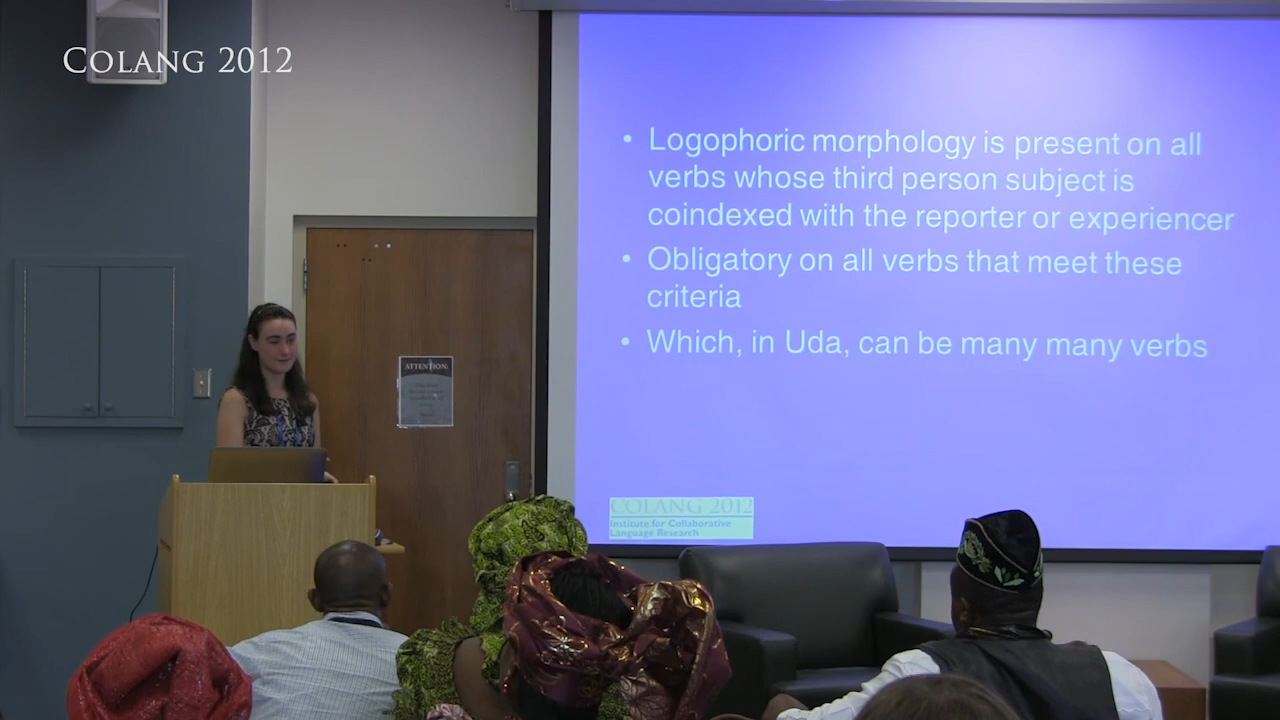 COLANG 2012
• Logophoric morphology is present on all
verbs whose third person subject is
coindexed with the reporter or experiencer
• Obligatory on all verbs that meet these
criteria
• Which, in Uda, can be many many verbs
ATTENTION:
COLANG 2012
Institute for Collaborative
Language Research